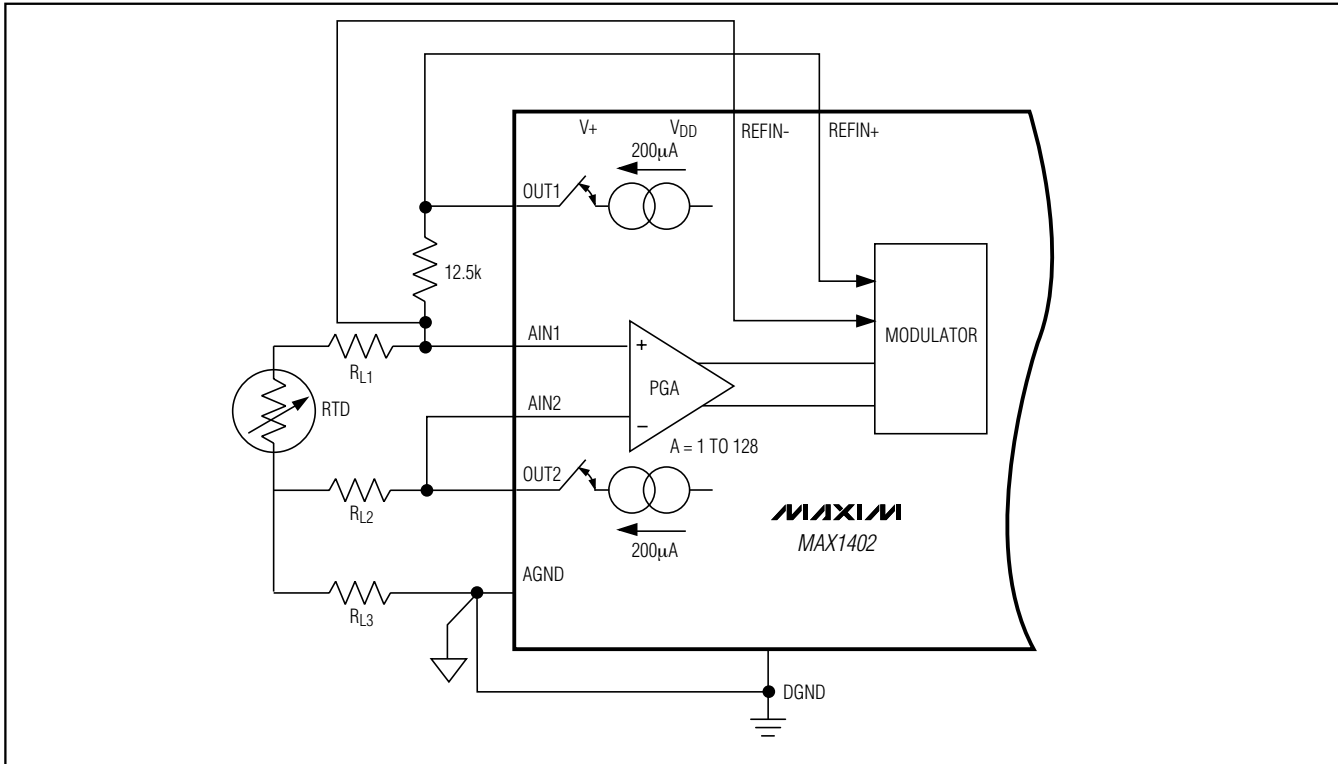 V+
VDD
REFIN-
REFIN+
200µA
OUT1
12.5k
AIN1
MODULATOR
RL1
+
PGA
RTD
AIN2
−
A = 1 TO 128
OUT2
RL2
MAXIM
MAX1402
200µA
AGND
RL3
DGND